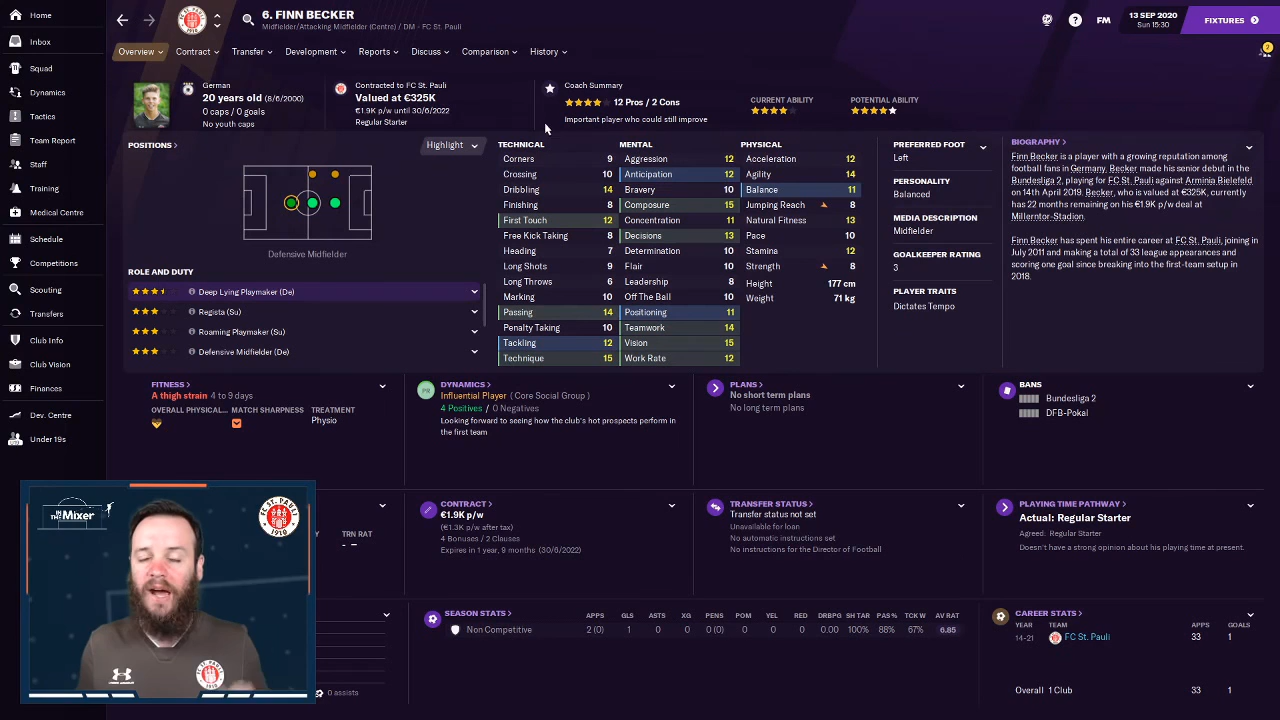 Home
Inbox
Squad
Dynamics
Tactics
Team Report
Staff
Training
Medical Centre
Schedule
Competitions
Scouting
Transfers
Club Info
Club Vision
Finances
Dev. Centre
Under 19s
6. FINN BECKER
Midfielder/Attacking Midfielder (Centre) / DM - FC St. Pauli
FM
13 SEP 2020
Sun 15:30
FIXTURES
Overview
Contract
Transfer
Development
Reports
Discuss
Comparison
History
German
20 years old (8/6/2000)
0 caps / 0 goals
No youth caps
Contracted to FC St. Pauli
Valued at €325K
€1.9K p/w until 30/6/2022
Regular Starter
Coach Summary
12 Pros / 2 Cons
Important player who could still improve
CURRENT ABILITY
POTENTIAL ABILITY
POSITIONS
Highlight
Defensive Midfielder
ROLE AND DUTY
Deep Lying Playmaker (De)
Regista (Su)
Roaming Playmaker (Su)
Defensive Midfielder (De)
TECHNICAL
Corners 9
Crossing 10
Dribbling 14
Finishing 8
First Touch 12
Free Kick Taking 8
Heading 7
Long Shots 9
Long Throws 6
Marking 10
Passing 14
Penalty Taking 10
Tackling 12
Technique 15
MENTAL
Aggression 12
Anticipation 12
Bravery 10
Composure 15
Concentration 11
Decisions 13
Determination 10
Flair 10
Leadership 8
Off The Ball 10
Positioning 11
Teamwork 14
Vision 15
Work Rate 12
PHYSICAL
Acceleration 12
Agility 14
Balance 11
Jumping Reach 8
Natural Fitness 13
Pace 10
Stamina 12
Strength 8
Height 177 cm
Weight 71 kg
PREFERRED FOOT
Left
PERSONALITY
Balanced
MEDIA DESCRIPTION
Midfielder
GOALKEEPER RATING
3
PLAYER TRAITS
Dictates Tempo
BIOGRAPHY
Finn Becker is a player with a growing reputation among
football fans in Germany. Becker made his senior debut in the
Bundesliga 2, playing for FC St. Pauli against Arminia Bielefeld
on 14th April 2019. Becker, who is valued at €325K, currently
has 22 months remaining on his €1.9K p/w deal at
Millerntor-Stadion.
Finn Becker has spent his entire career at FC St. Pauli, joining in
July 2011 and making a total of 33 league appearances and
scoring one goal since breaking into the first-team setup in
2018.
FITNESS
A thigh strain 4 to 9 days
OVERALL PHYSICAL... MATCH SHARPNESS TREATMENT
Physio
PR
DYNAMICS
Influential Player ( Core Social Group )
4 Positives / 0 Negatives
Looking forward to seeing how the club's hot prospects perform in
the first team
PLANS
No short term plans
No long term plans
BANS
Bundesliga 2
DFB-Pokal
TRN RAT
CONTRACT
€1.9K p/w
(€1.3K p/w after tax)
4 Bonuses / 2 Clauses
Expires in 1 year, 9 months (30/6/2022)
TRANSFER STATUS
Transfer status not set
Unavailable for loan
No automatic instructions set
No instructions for the Director of Football
PLAYING TIME PATHWAY
Actual: Regular Starter
Agreed: Regular Starter
Doesn't have a strong opinion about his playing time at present.
0 assists
SEASON STATS APPS GLS ASTS XG PENS POM YEL RED DRBPG SH TAR PAS% TCK W AV RAT
Non Competitive 2 (0) 1 0 0 0 (0) 0 0 0 0.00 100% 88% 67% 6.85
CAREER STATS
YEAR TEAM APPS GOALS
14-21 FC St. Pauli 33 1
Overall 1 Club 33 1
IN THE Mixer
FC ST. PAULI
1910
UNDER ARMOUR